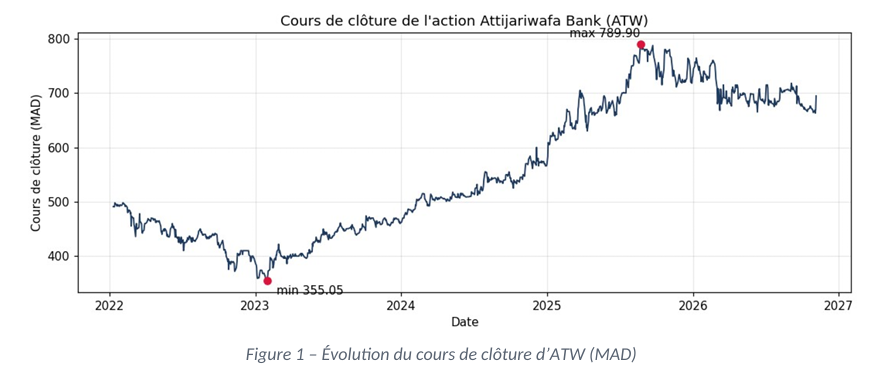 Cours de clôture de l'action Attijariwafa Bank (ATW)
max 789.90
800
700
600
500
400
Cours de clôture (MAD)
min 355.05
2022 2023 2024 2025 2026 2027
Date
Figure 1 – Évolution du cours de clôture d’ATW (MAD)